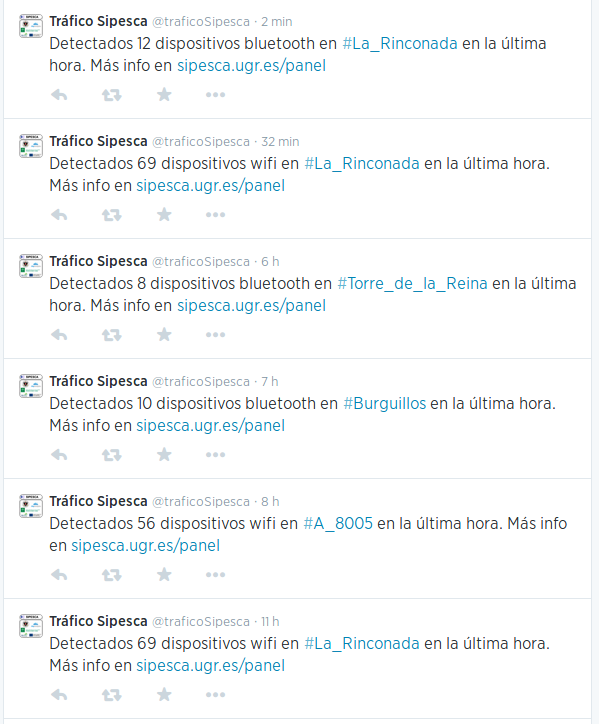 Tráfico Sipesca @traficoSipesca · 2 min
Detectados 12 dispositivos bluetooth en #La_Rinconada en la última
hora. Más info en sipesca.ugr.es/panel
Tráfico Sipesca @traficoSipesca · 32 min
Detectados 69 dispositivos wifi en #La_Rinconada en la última hora.
Más info en sipesca.ugr.es/panel
Tráfico Sipesca @traficoSipesca · 6 h
Detectados 8 dispositivos bluetooth en #Torre_de_la_Reina en la última
hora. Más info en sipesca.ugr.es/panel
Tráfico Sipesca @traficoSipesca · 7 h
Detectados 10 dispositivos bluetooth en #Burguillos en la última hora.
Más info en sipesca.ugr.es/panel
Tráfico Sipesca @traficoSipesca · 8 h
Detectados 56 dispositivos wifi en #A_8005 en la última hora. Más info
en sipesca.ugr.es/panel
Tráfico Sipesca @traficoSipesca · 11 h
Detectados 69 dispositivos wifi en #La_Rinconada en la última hora.
Más info en sipesca.ugr.es/panel